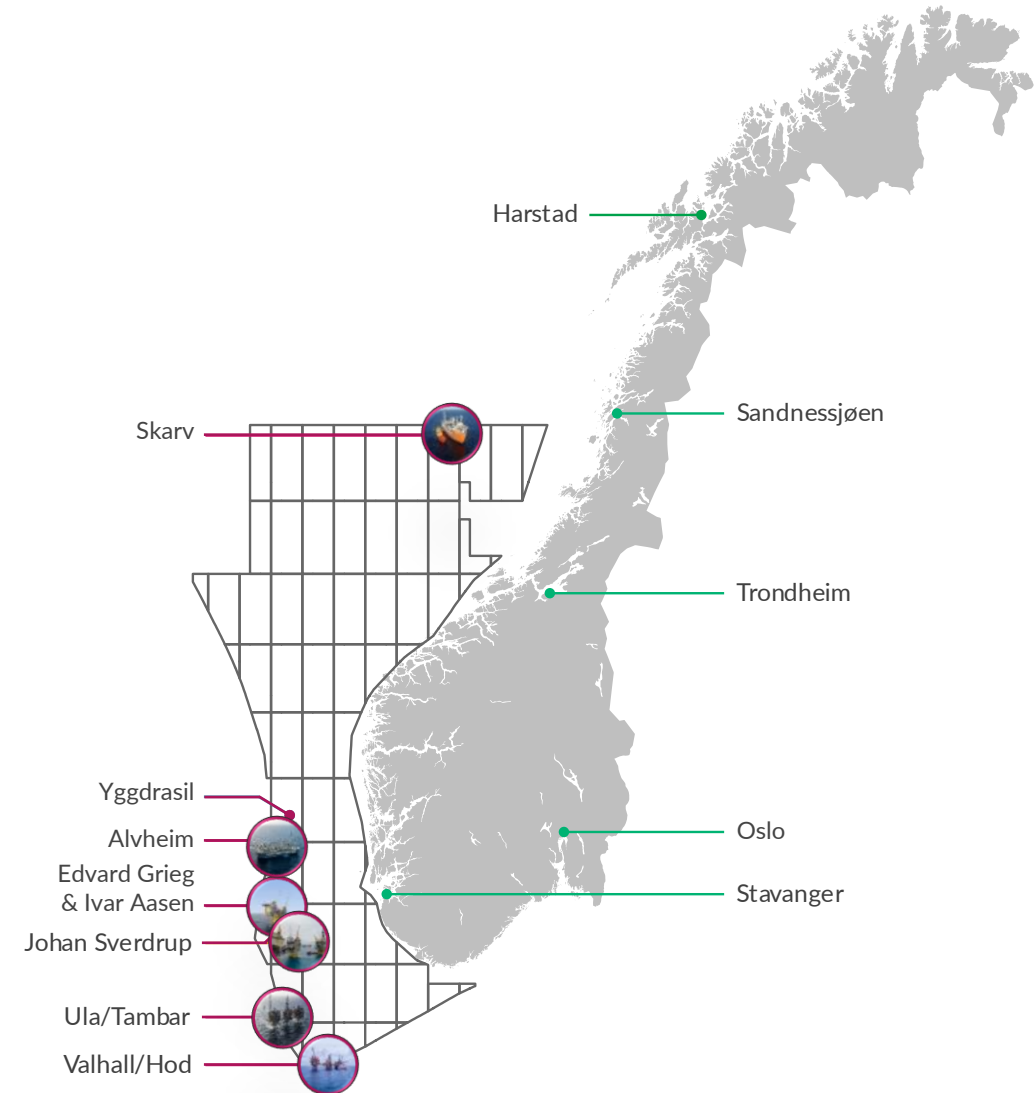 Harstad
Sandnessjøen
Skarv
Trondheim
Yggdrasil
Alvheim
Oslo
Edvard Grieg
& Ivar Aasen
Stavanger
Johan Sverdrup
Ula/Tambar
Valhall/Hod